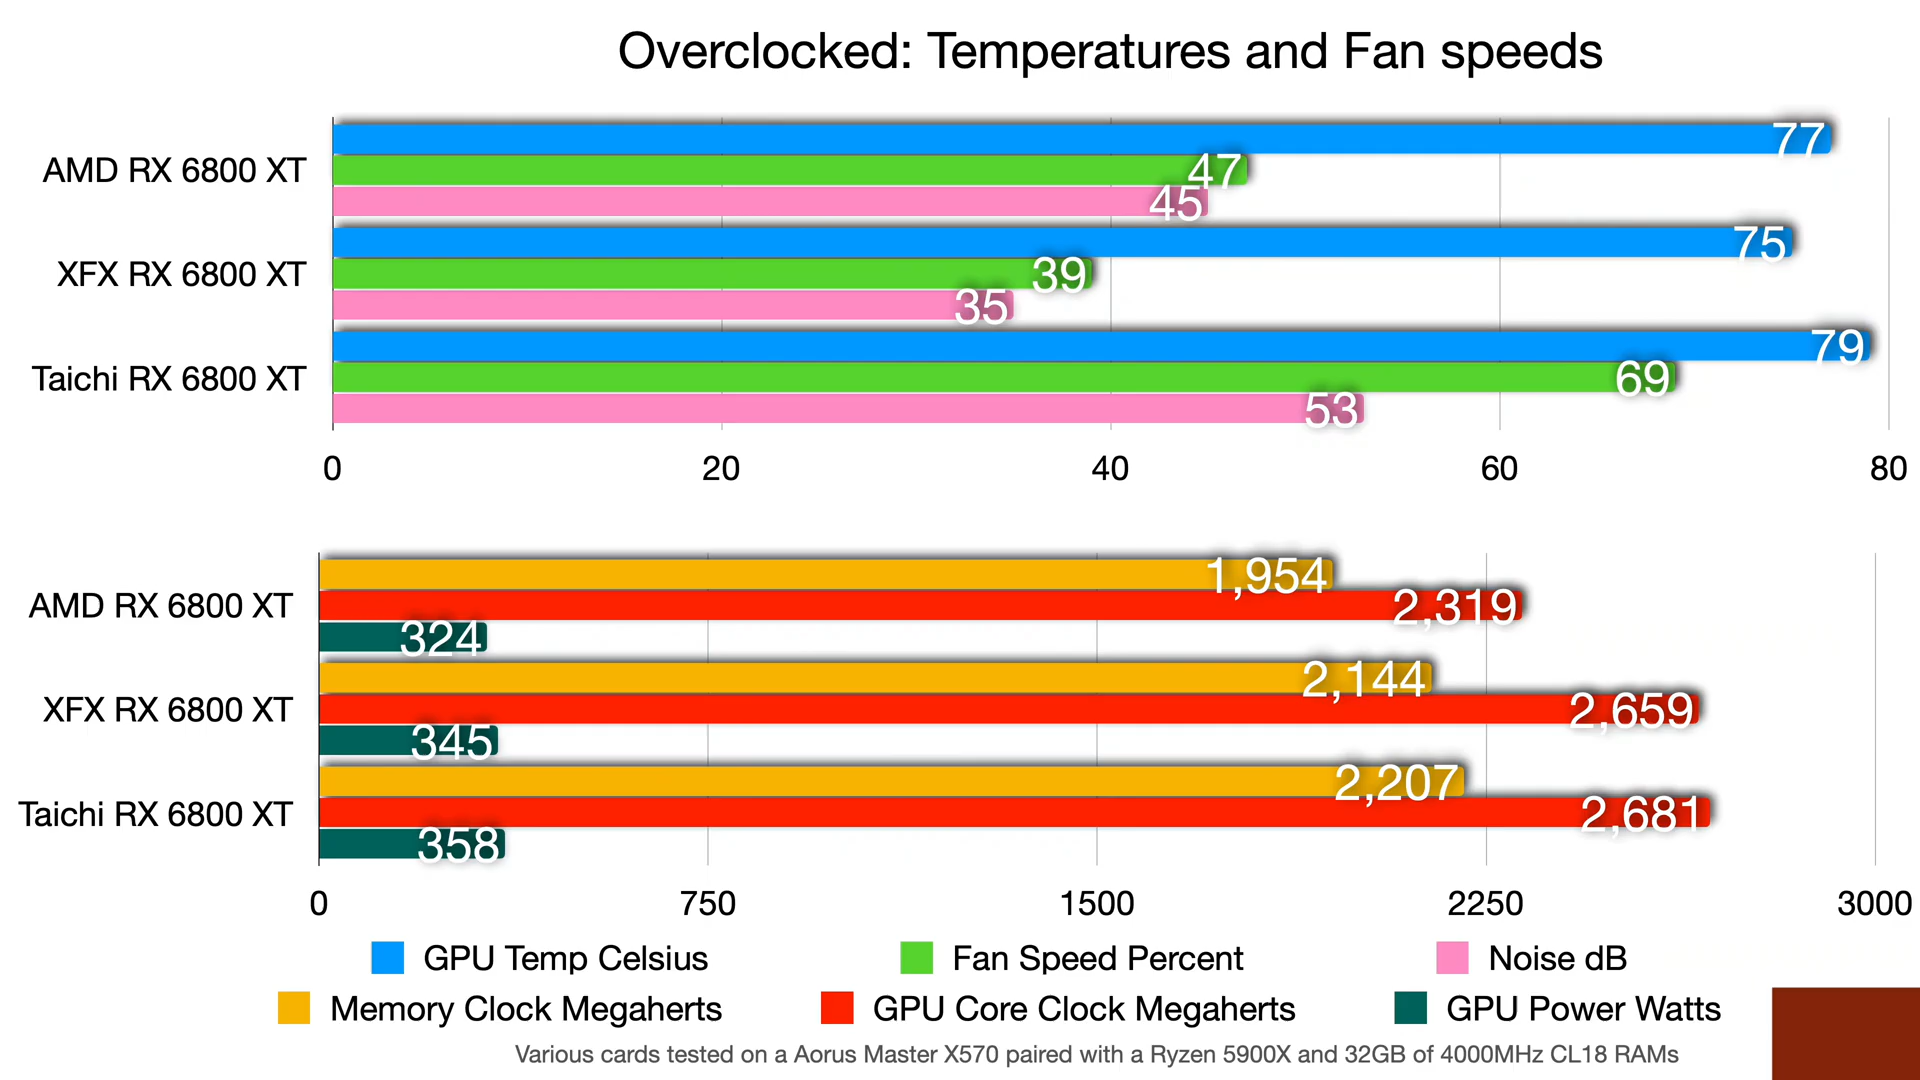 Overclocked: Temperatures and Fan speeds
AMD RX 6800 XT
77
47
45
XFX RX 6800 XT
75
39
35
Taichi RX 6800 XT
79
69
53
0 20 40 60 80
AMD RX 6800 XT
1,954
2,319
324
XFX RX 6800 XT
2,144
2,659
345
Taichi RX 6800 XT
2,207
2,681
358
0 750 1500 2250 3000
GPU Temp Celsius Fan Speed Percent Noise dB
Memory Clock Megaherts GPU Core Clock Megaherts GPU Power Watts
Various cards tested on a Aorus Master X570 paired with a Ryzen 5900X and 32GB of 4000MHz CL18 RAMs